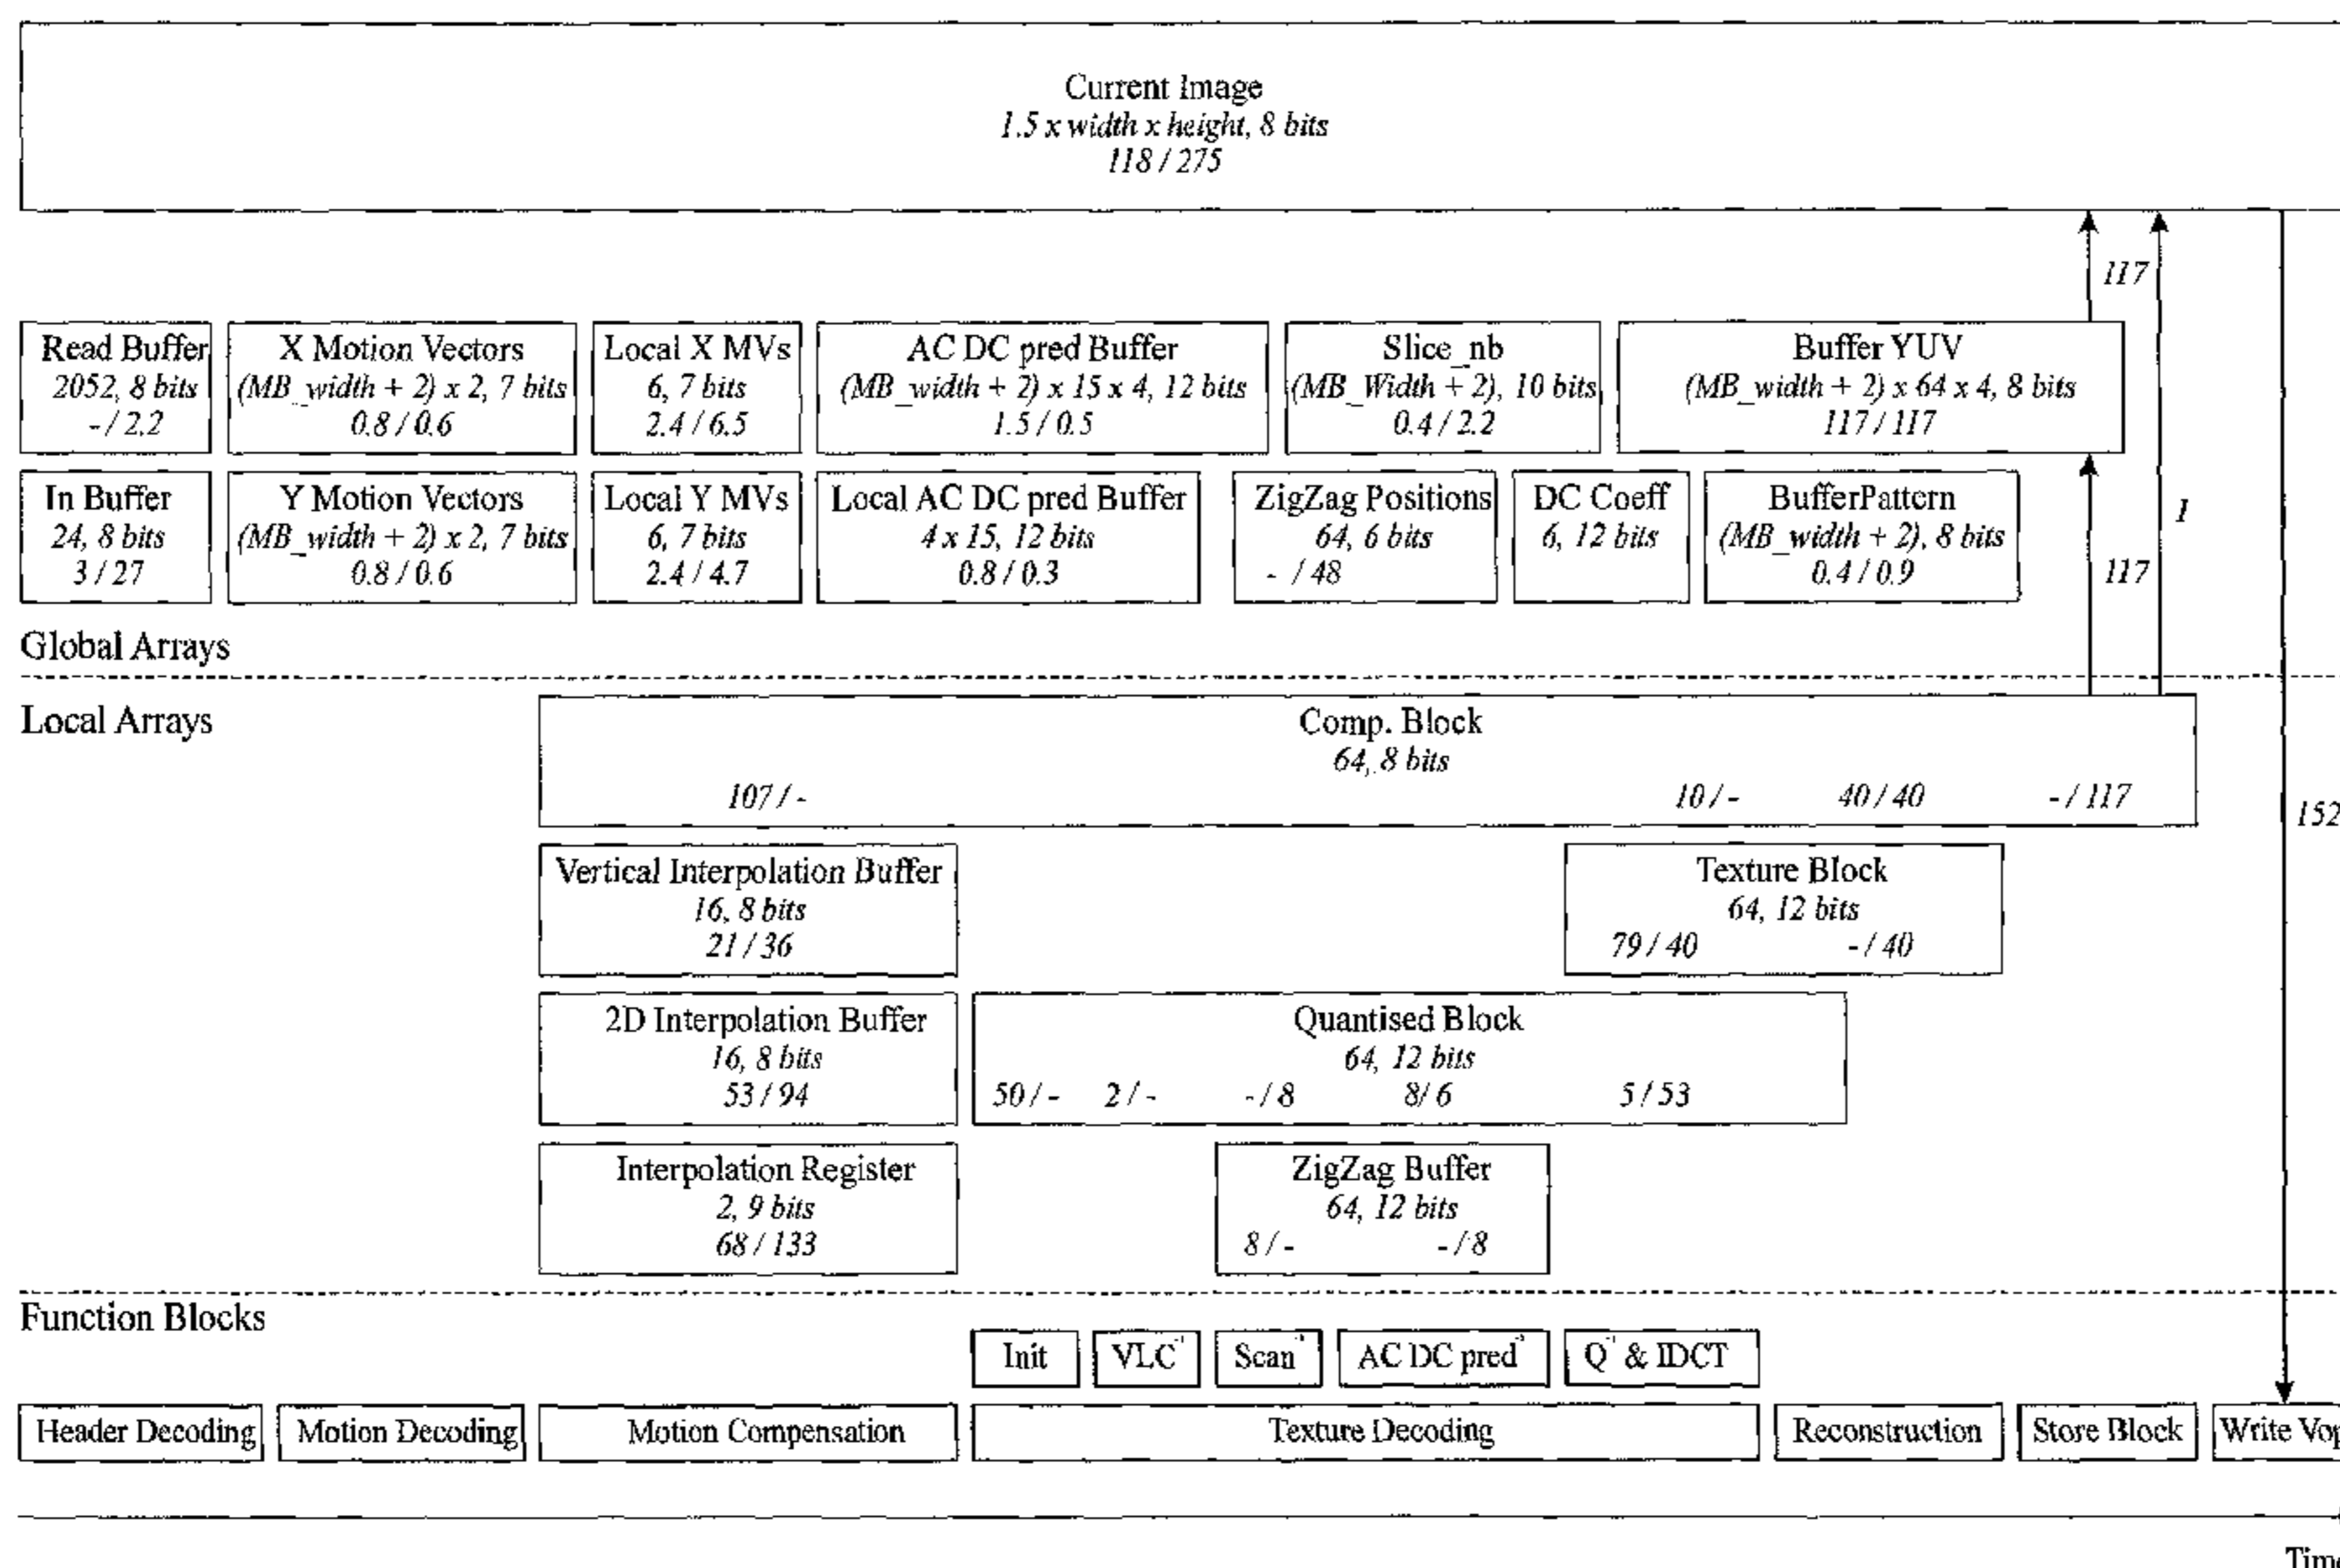 Current Image
1.5 x width x height, 8 bits
118 / 275
117
Read Buffer
2052, 8 bits
- / 2.2
X Motion Vectors
(MB_width + 2) x 2, 7 bits
0.8 / 0.6
Local X MVs
6, 7 bits
2.4 / 6.5
AC DC pred Buffer
(MB_width + 2) x 15 x 4, 12 bits
1.5 / 0.5
Slice_nb
(MB_Width + 2), 10 bits
0.4 / 2.2
Buffer YUV
(MB_width + 2) x 64 x 4, 8 bits
117 / 117
In Buffer
24, 8 bits
3 / 27
Y Motion Vectors
(MB_width + 2) x 2, 7 bits
0.8 / 0.6
Local Y MVs
6, 7 bits
2.4 / 4.7
Local AC DC pred Buffer
4 x 15, 12 bits
0.8 / 0.3
ZigZag Positions
64, 6 bits
- / 48
DC Coeff
6, 12 bits
BufferPattern
(MB_width + 2), 8 bits
0.4 / 0.9
117
1
Global Arrays
Local Arrays
Comp. Block
64, 8 bits
107 / - 10 / - 40 / 40 - / 117
152
Vertical Interpolation Buffer
16, 8 bits
21 / 36
Texture Block
64, 12 bits
79 / 40 - / 40
2D Interpolation Buffer
16, 8 bits
53 / 94
Quantised Block
64, 12 bits
50 / - 2 / - - / 8 8 / 6 5 / 53
Interpolation Register
2, 9 bits
68 / 133
ZigZag Buffer
64, 12 bits
8 / - - / 8
Function Blocks
Init VLC⁻¹ Scan⁻¹ AC DC pred⁻¹ Q⁻¹ & IDCT
Header Decoding Motion Decoding Motion Compensation Texture Decoding Reconstruction Store Block Write Vop
Time